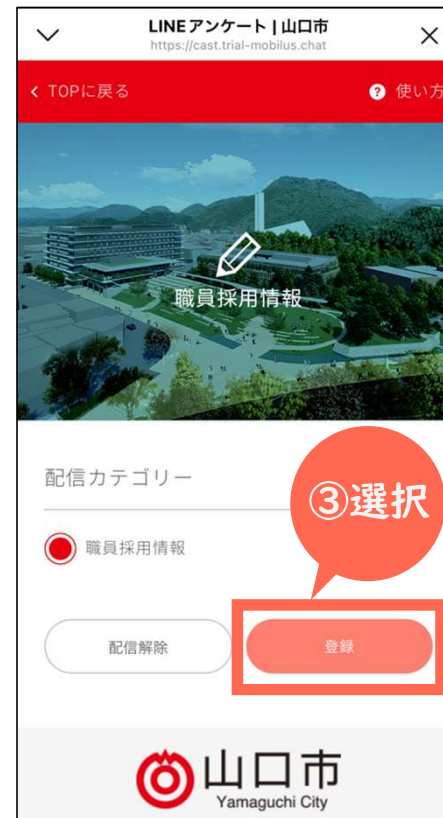 LINEアンケート | 山口市
https://cast.trial-mobilus.chat
TOPに戻る
? 使い方
職員採用情報
配信カテゴリー
③選択
職員採用情報
配信解除
登録
山口市
Yamaguchi City